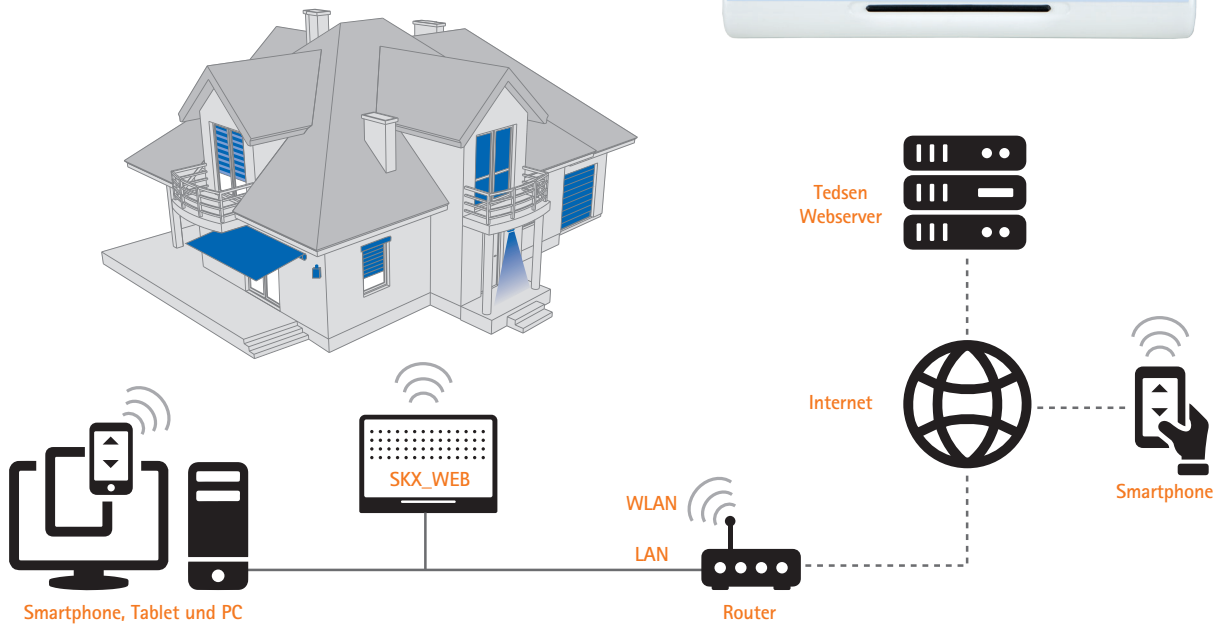 Tedsen
Webserver
Internet
Smartphone
SKX_WEB
WLAN
LAN
Smartphone, Tablet und PC
Router